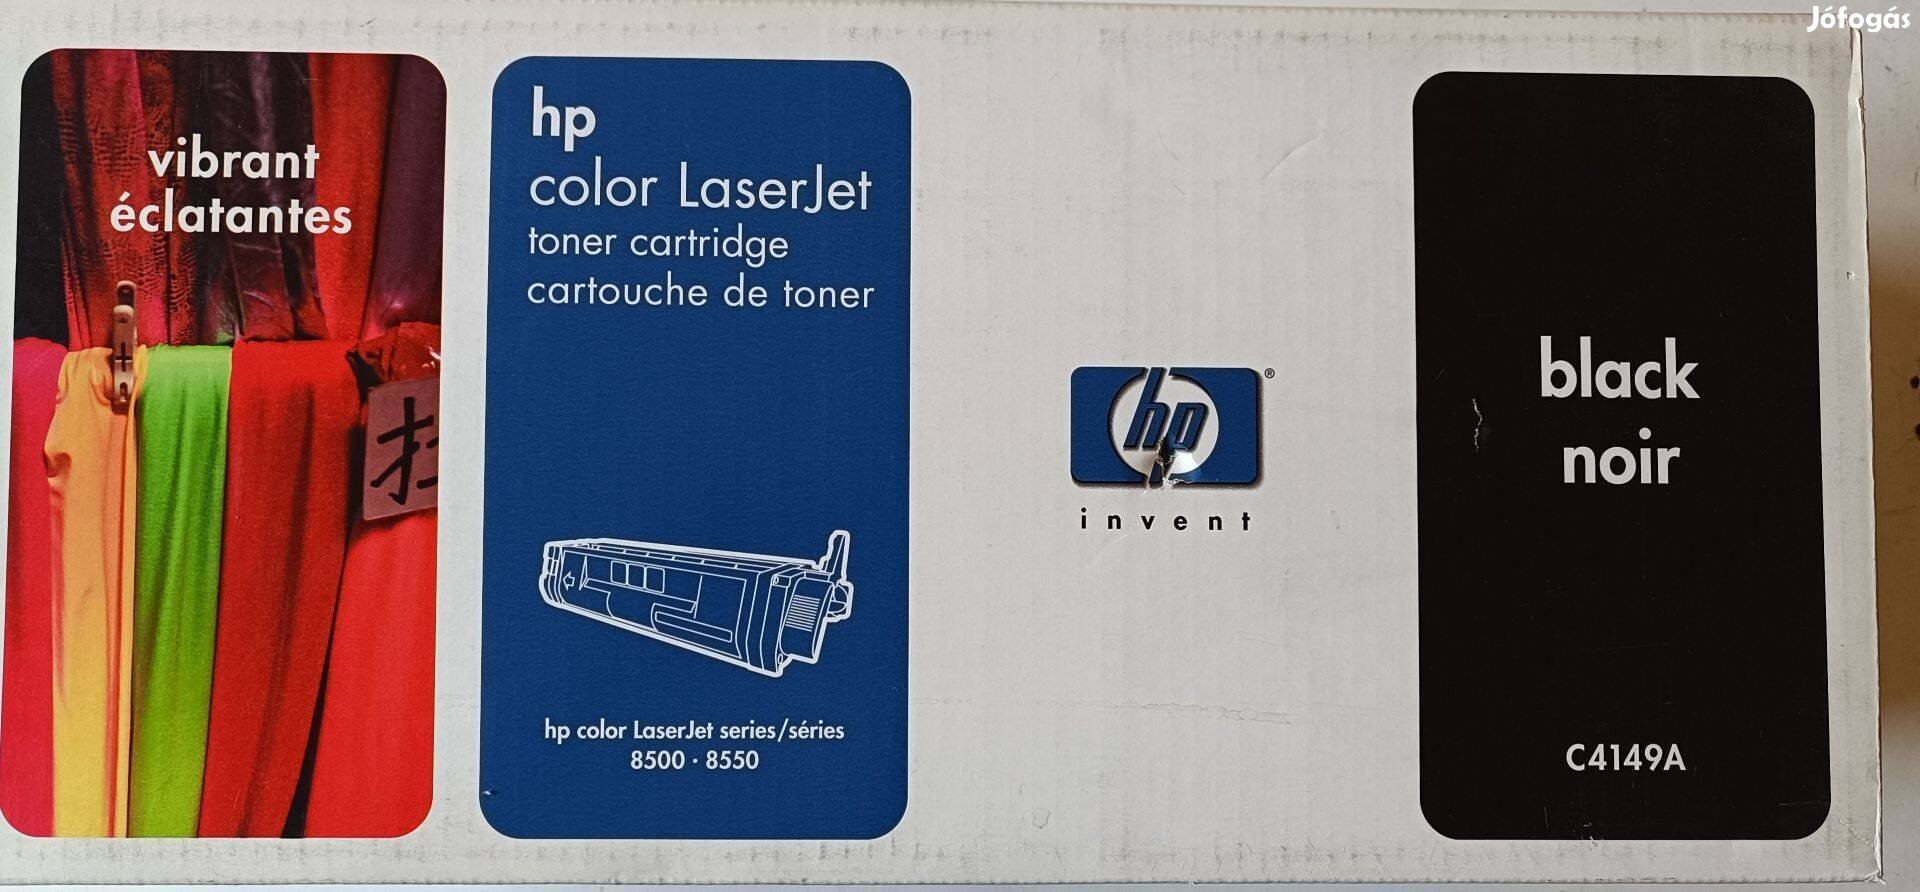 Jófogás
vibrant
éclatantes
hp
color LaserJet
toner cartridge
cartouche de toner
hp color LaserJet series/séries
8500 · 8550
hp
®
invent
black
noir
C4149A